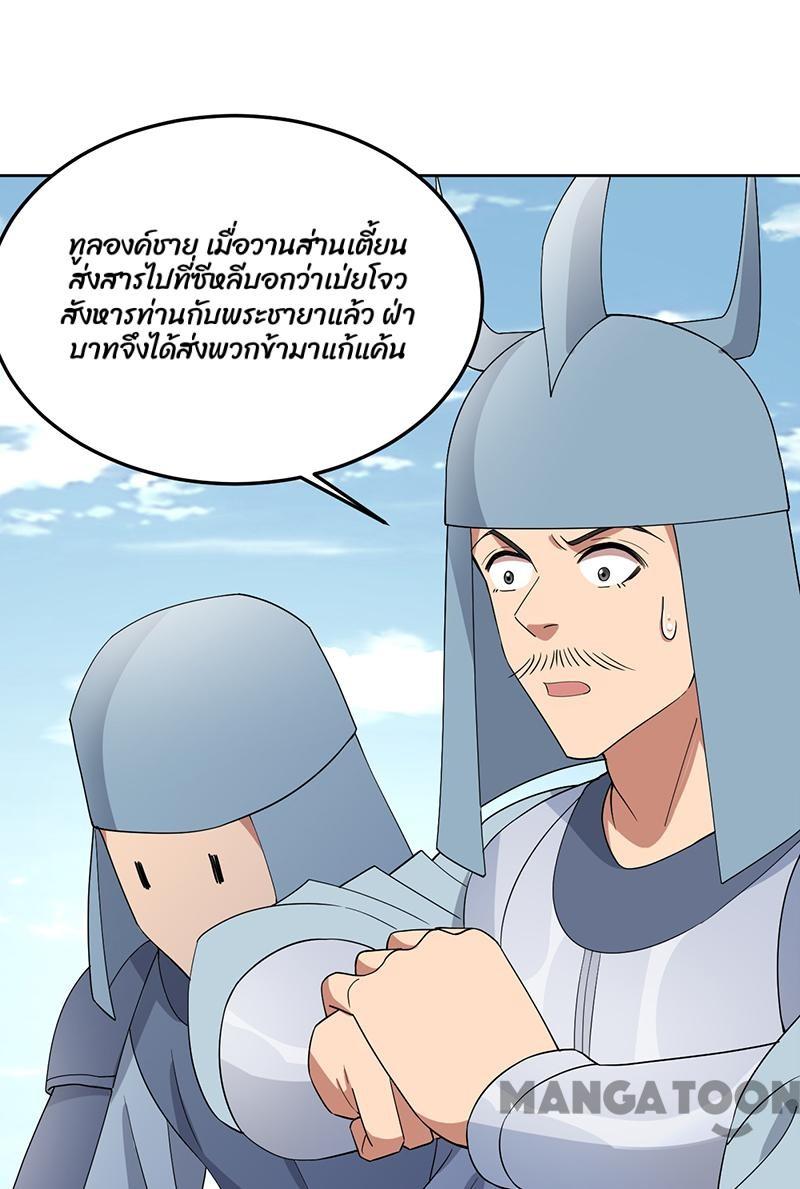 ทูลองค์ชาย เมื่อวานส่านเตี้ยน
ส่งสารไปที่ซีหลีบอกว่าเป่ยโจว
สังหารท่านกับพระชายาแล้ว ฝ่า
บาทจึงได้ส่งพวกข้ามาแก้แค้น
MANGATOON